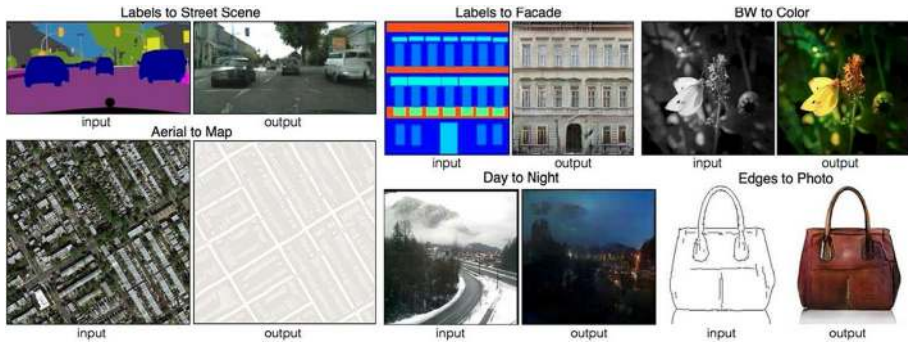 Labels to Street Scene
input
output
Aerial to Map
input
output
Labels to Facade
input
output
BW to Color
input
output
Day to Night
input
output
Edges to Photo
input
output